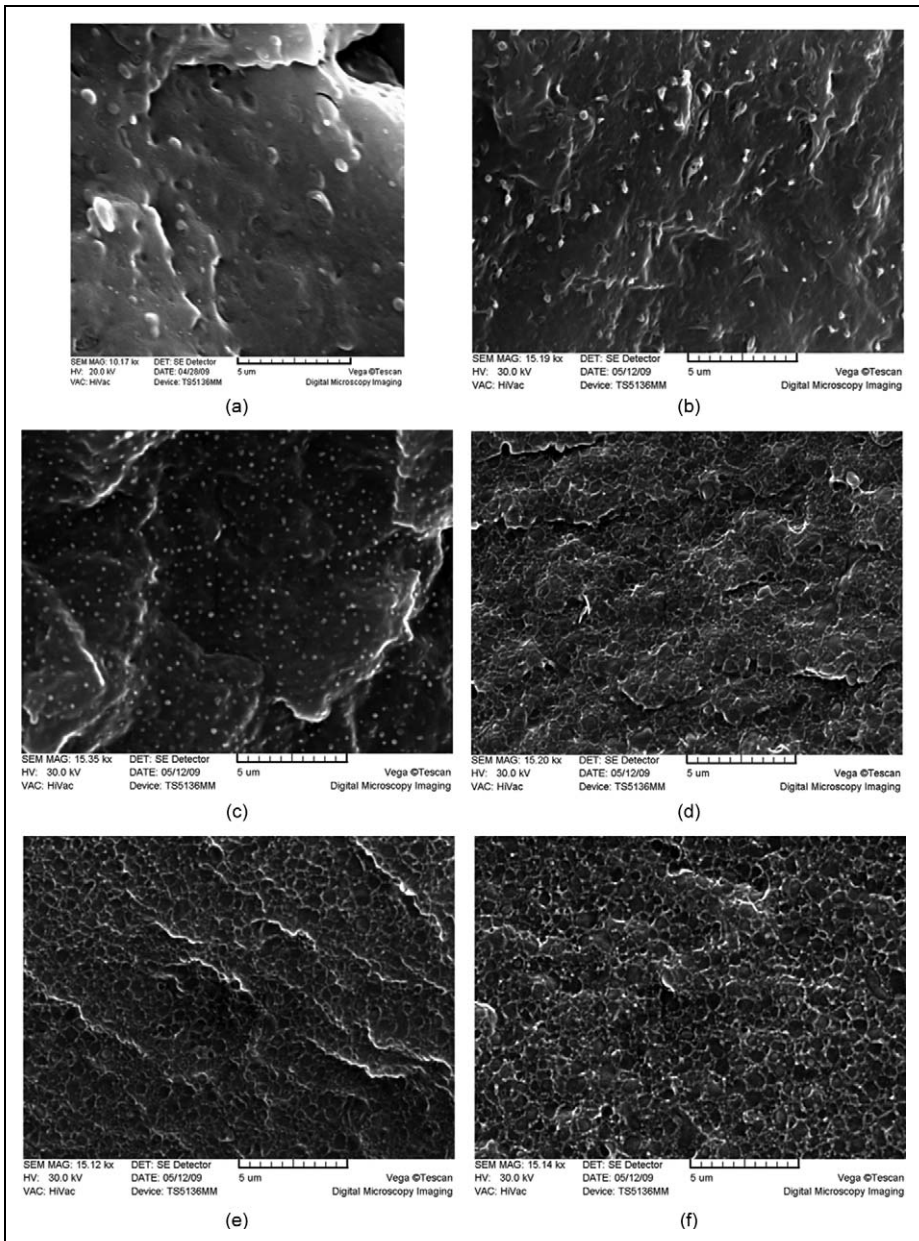 SEM MAG: 10.17 kx DET: SE Detector
HV: 20.0 kV DATE: 04/28/09 5 um Vega ©Tescan
VAC: HiVac Device: TS5136MM Digital Microscopy Imaging
(a)
SEM MAG: 15.19 kx DET: SE Detector
HV: 30.0 kV DATE: 05/12/09 5 um Vega ©Tescan
VAC: HiVac Device: TS5136MM Digital Microscopy Imaging
(b)
SEM MAG: 15.35 kx DET: SE Detector
HV: 30.0 kV DATE: 05/12/09 5 um Vega ©Tescan
VAC: HiVac Device: TS5136MM Digital Microscopy Imaging
(c)
SEM MAG: 15.20 kx DET: SE Detector
HV: 30.0 kV DATE: 05/12/09 5 um Vega ©Tescan
VAC: HiVac Device: TS5136MM Digital Microscopy Imaging
(d)
SEM MAG: 15.12 kx DET: SE Detector
HV: 30.0 kV DATE: 05/12/09 5 um Vega ©Tescan
VAC: HiVac Device: TS5136MM Digital Microscopy Imaging
(e)
SEM MAG: 15.14 kx DET: SE Detector
HV: 30.0 kV DATE: 05/12/09 5 um Vega ©Tescan
VAC: HiVac Device: TS5136MM Digital Microscopy Imaging
(f)